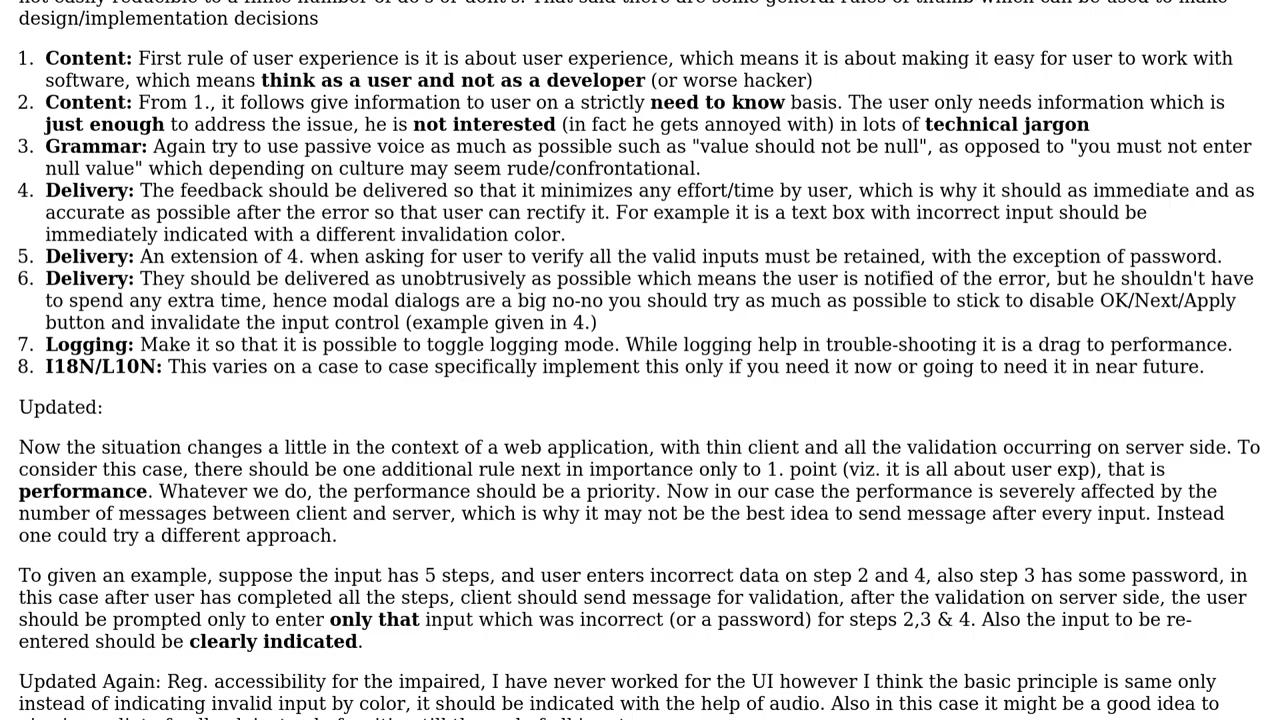 design/implementation decisions
1. Content: First rule of user experience is it is about user experience, which means it is about making it easy for user to work with
software, which means think as a user and not as a developer (or worse hacker)
2. Content: From 1., it follows give information to user on a strictly need to know basis. The user only needs information which is
just enough to address the issue, he is not interested (in fact he gets annoyed with) in lots of technical jargon
3. Grammar: Again try to use passive voice as much as possible such as "value should not be null", as opposed to "you must not enter
null value" which depending on culture may seem rude/confrontational.
4. Delivery: The feedback should be delivered so that it minimizes any effort/time by user, which is why it should as immediate and as
accurate as possible after the error so that user can rectify it. For example it is a text box with incorrect input should be
immediately indicated with a different invalidation color.
5. Delivery: An extension of 4. when asking for user to verify all the valid inputs must be retained, with the exception of password.
6. Delivery: They should be delivered as unobtrusively as possible which means the user is notified of the error, but he shouldn't have
to spend any extra time, hence modal dialogs are a big no-no you should try as much as possible to stick to disable OK/Next/Apply
button and invalidate the input control (example given in 4.)
7. Logging: Make it so that it is possible to toggle logging mode. While logging help in trouble-shooting it is a drag to performance.
8. I18N/L10N: This varies on a case to case specifically implement this only if you need it now or going to need it in near future.
Updated:
Now the situation changes a little in the context of a web application, with thin client and all the validation occurring on server side. To
consider this case, there should be one additional rule next in importance only to 1. point (viz. it is all about user exp), that is
performance. Whatever we do, the performance should be a priority. Now in our case the performance is severely affected by the
number of messages between client and server, which is why it may not be the best idea to send message after every input. Instead
one could try a different approach.
To given an example, suppose the input has 5 steps, and user enters incorrect data on step 2 and 4, also step 3 has some password, in
this case after user has completed all the steps, client should send message for validation, after the validation on server side, the user
should be prompted only to enter only that input which was incorrect (or a password) for steps 2,3 & 4. Also the input to be re-
entered should be clearly indicated.
Updated Again: Reg. accessibility for the impaired, I have never worked for the UI however I think the basic principle is same only
instead of indicating invalid input by color, it should be indicated with the help of audio. Also in this case it might be a good idea to